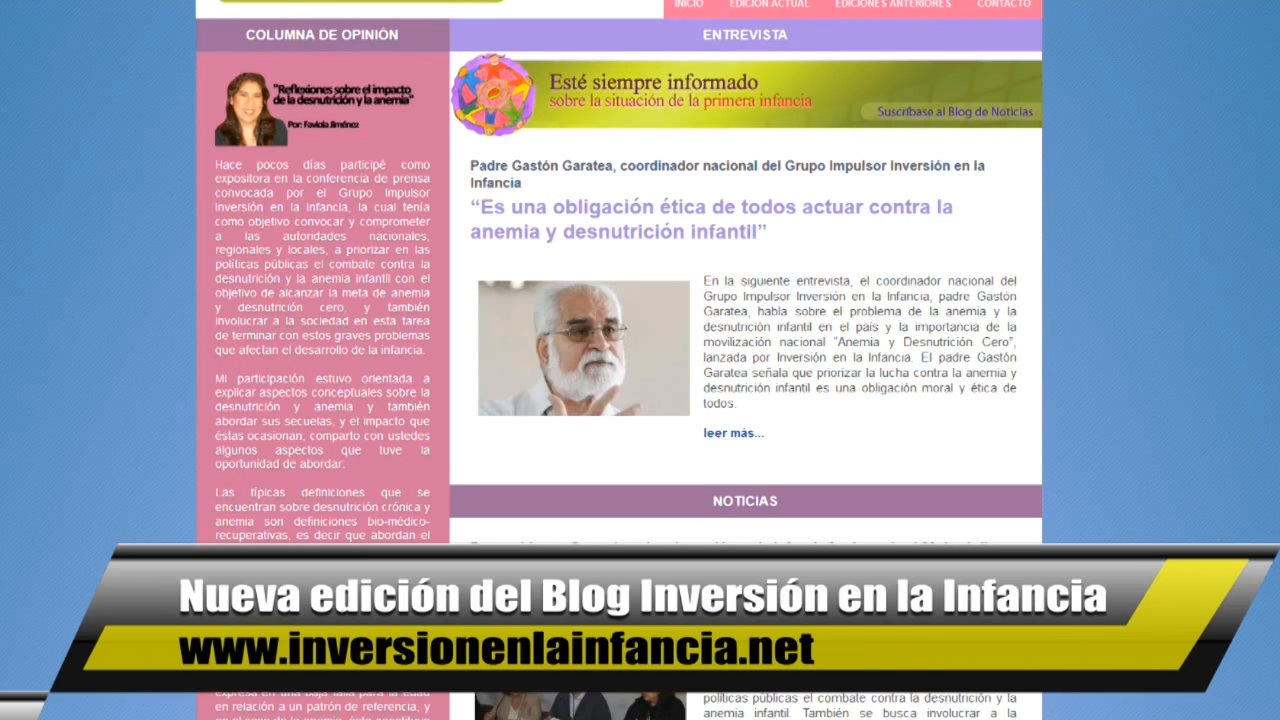 INICIO EDICIÓN ACTUAL EDICIONES ANTERIORES CONTACTO
COLUMNA DE OPINIÓN
"Reflexiones sobre el impacto
de la desnutrición y la anemia"
Por: Faviola Jiménez
Hace pocos días participé como
expositora en la conferencia de prensa
convocada por el Grupo Impulsor
Inversión en la Infancia, la cual tenía
como objetivo convocar y comprometer
a las autoridades nacionales,
regionales y locales, a priorizar en las
políticas públicas el combate contra la
desnutrición y la anemia infantil con el
objetivo de alcanzar la meta de anemia
y desnutrición cero, y también
involucrar a la sociedad en esta tarea
de terminar con estos graves problemas
que afectan el desarrollo de la infancia.
Mi participación estuvo orientada a
explicar aspectos conceptuales sobre la
desnutrición y anemia y también
abordar sus secuelas, y el impacto que
éstas ocasionan, comparto con ustedes
algunos aspectos que tuve la
oportunidad de abordar:
Las típicas definiciones que se
encuentran sobre desnutrición crónica y
anemia son definiciones bio-médico-
recuperativas, es decir que abordan el
expresa en una baja talla para la edad
en relación a un patrón de referencia, y
ENTREVISTA
Esté siempre informado
sobre la situación de la primera infancia
Suscríbase al Blog de Noticias
Padre Gastón Garatea, coordinador nacional del Grupo Impulsor Inversión en la
Infancia
“Es una obligación ética de todos actuar contra la
anemia y desnutrición infantil”
En la siguiente entrevista, el coordinador nacional del
Grupo Impulsor Inversión en la Infancia, padre Gastón
Garatea, habla sobre el problema de la anemia y la
desnutrición infantil en el país y la importancia de la
movilización nacional “Anemia y Desnutrición Cero”,
lanzada por Inversión en la Infancia. El padre Gastón
Garatea señala que priorizar la lucha contra la anemia y
desnutrición infantil es una obligación moral y ética de
todos.
leer más...
NOTICIAS
políticas públicas el combate contra la desnutrición y la
anemia infantil. También se busca involucrar a la
Nueva edición del Blog Inversión en la Infancia
www.inversionenlainfancia.net